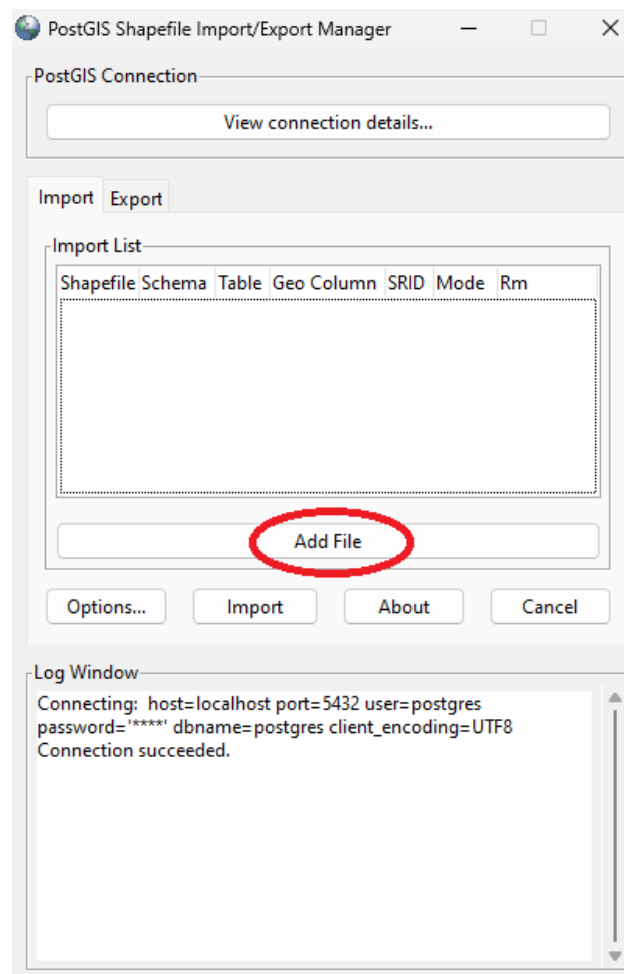 PostGIS Shapefile Import/Export Manager
PostGIS Connection
View connection details...
Import Export
Import List
Shapefile Schema Table Geo Column SRID Mode Rm
Add File
Options... Import About Cancel
Log Window
Connecting: host=localhost port=5432 user=postgres
password='****' dbname=postgres client_encoding=UTF8
Connection succeeded.